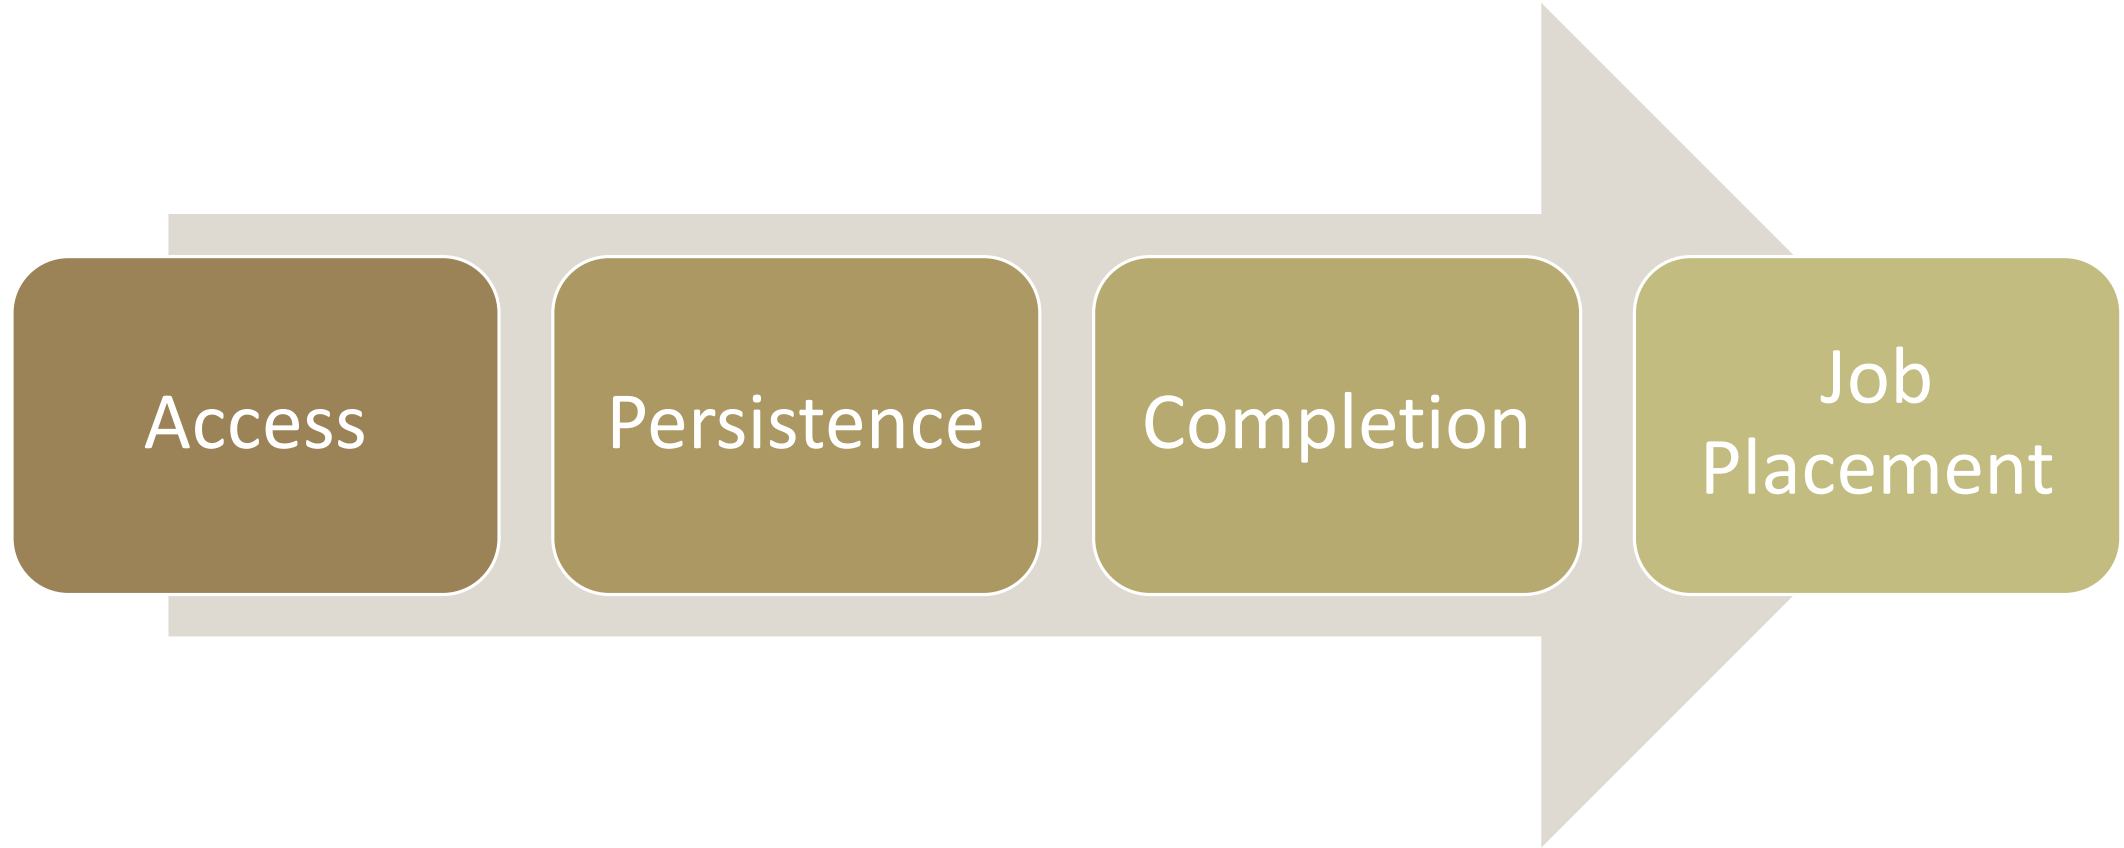 Access
Persistence
Completion
Job
Placement